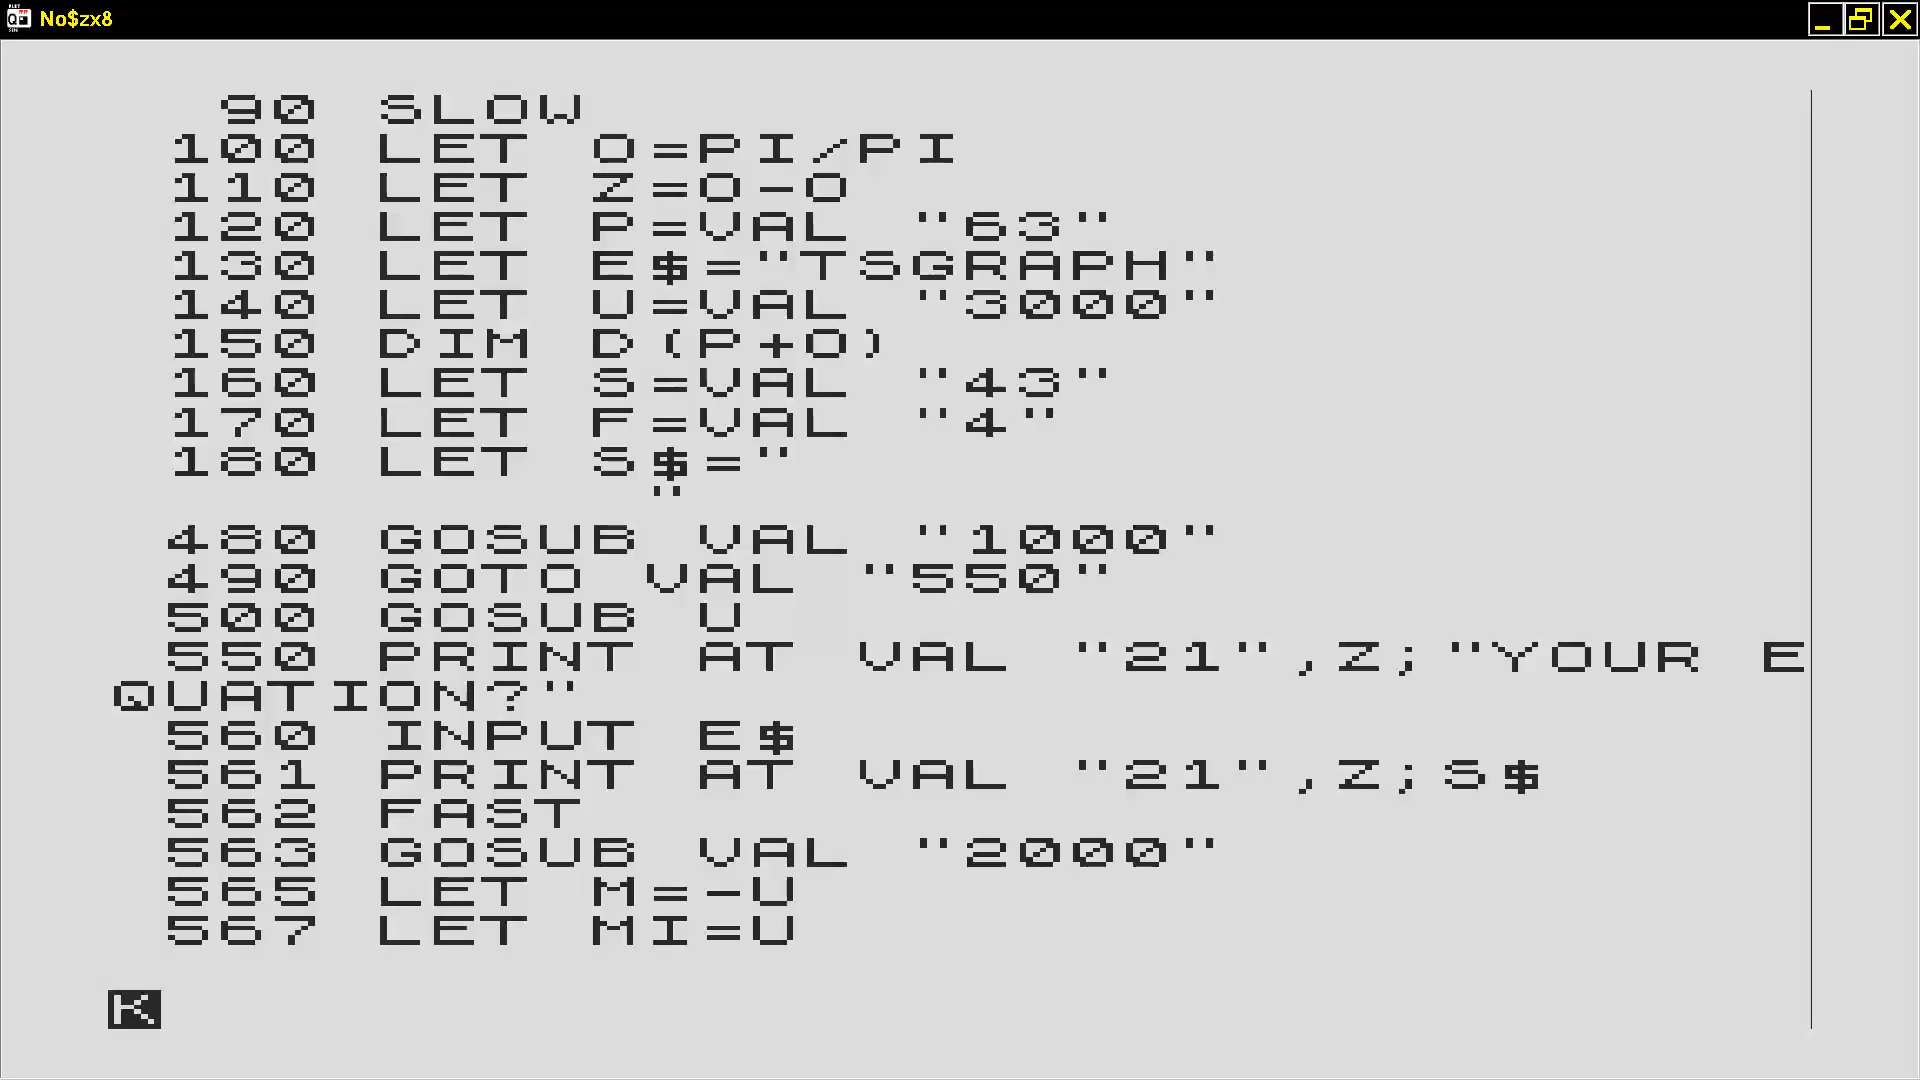 No$zx8
90 SLOW
100 LET O=PI/PI
110 LET Z=O-O
120 LET P=VAL "63"
130 LET E$="TSGRAPH"
140 LET U=VAL "3000"
150 DIM D(P+O)
160 LET S=VAL "43"
170 LET F=VAL "4"
180 LET S$="
"
480 GOSUB VAL "1000"
490 GOTO VAL "550"
500 GOSUB U
550 PRINT AT VAL "21",Z;"YOUR E
QUATION?"
560 INPUT E$
561 PRINT AT VAL "21",Z;S$
562 FAST
563 GOSUB VAL "2000"
565 LET M=-U
567 LET MI=U
K